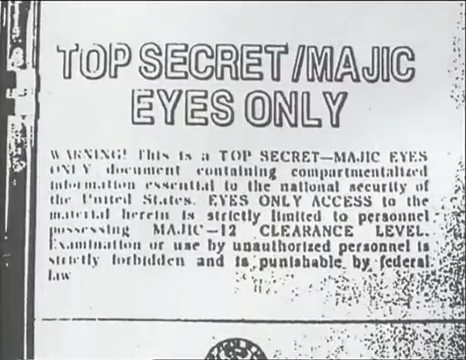 TOP SECRET/MAJIC
EYES ONLY
WARNING! This is a TOP SECRET—MAJIC EYES
ONLY document containing compartmentalized
information essential to the national security of
the United States. EYES ONLY ACCESS to the
material herein is strictly limited to personnel
possessing MAJIC—12 CLEARANCE LEVEL.
Examination or use by unauthorized personnel is
strictly forbidden and is punishable by federal
law